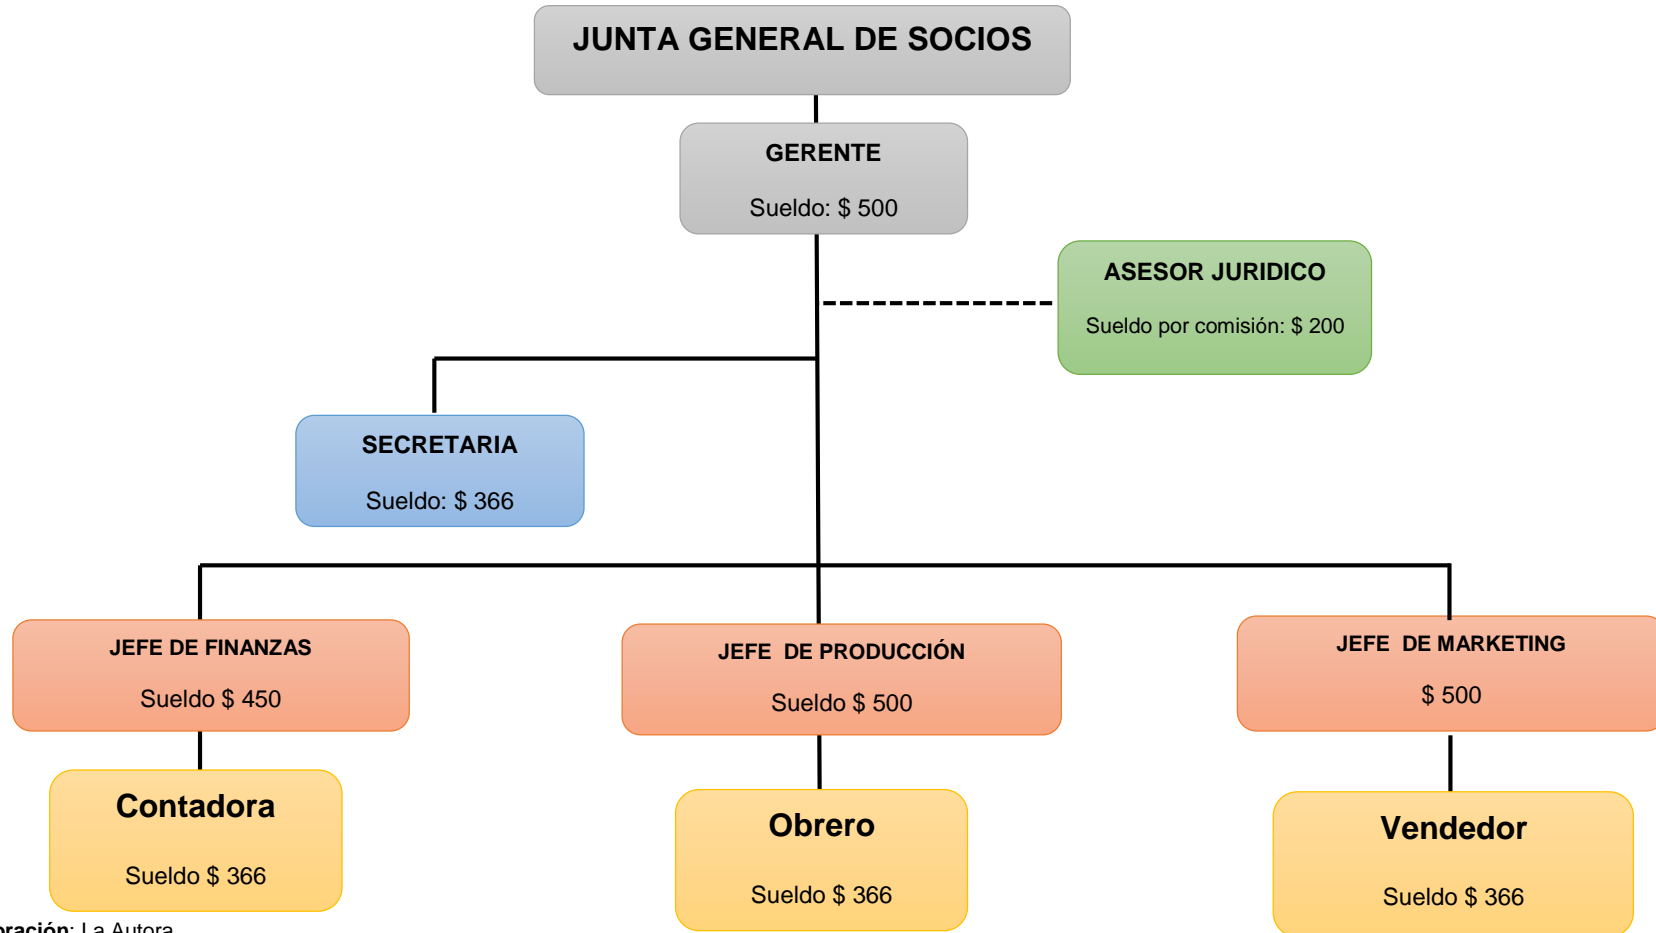 JUNTA GENERAL DE SOCIOS
GERENTE
Sueldo: $ 500
ASESOR JURIDICO
Sueldo por comisión: $ 200
SECRETARIA
Sueldo: $ 366
JEFE DE FINANZAS
Sueldo $ 450
JEFE  DE PRODUCCIÓN
Sueldo $ 500
JEFE  DE MARKETING
$ 500
Contadora
Sueldo $ 366
Obrero
Sueldo $ 366
Vendedor
Sueldo $ 366
: La Autora